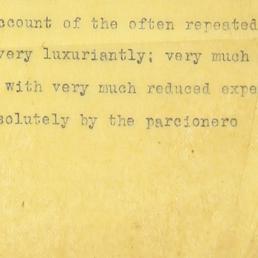 ccount of the often repeated
very luxuriantly; very much
with very much reduced expe
solutely by the parcionero